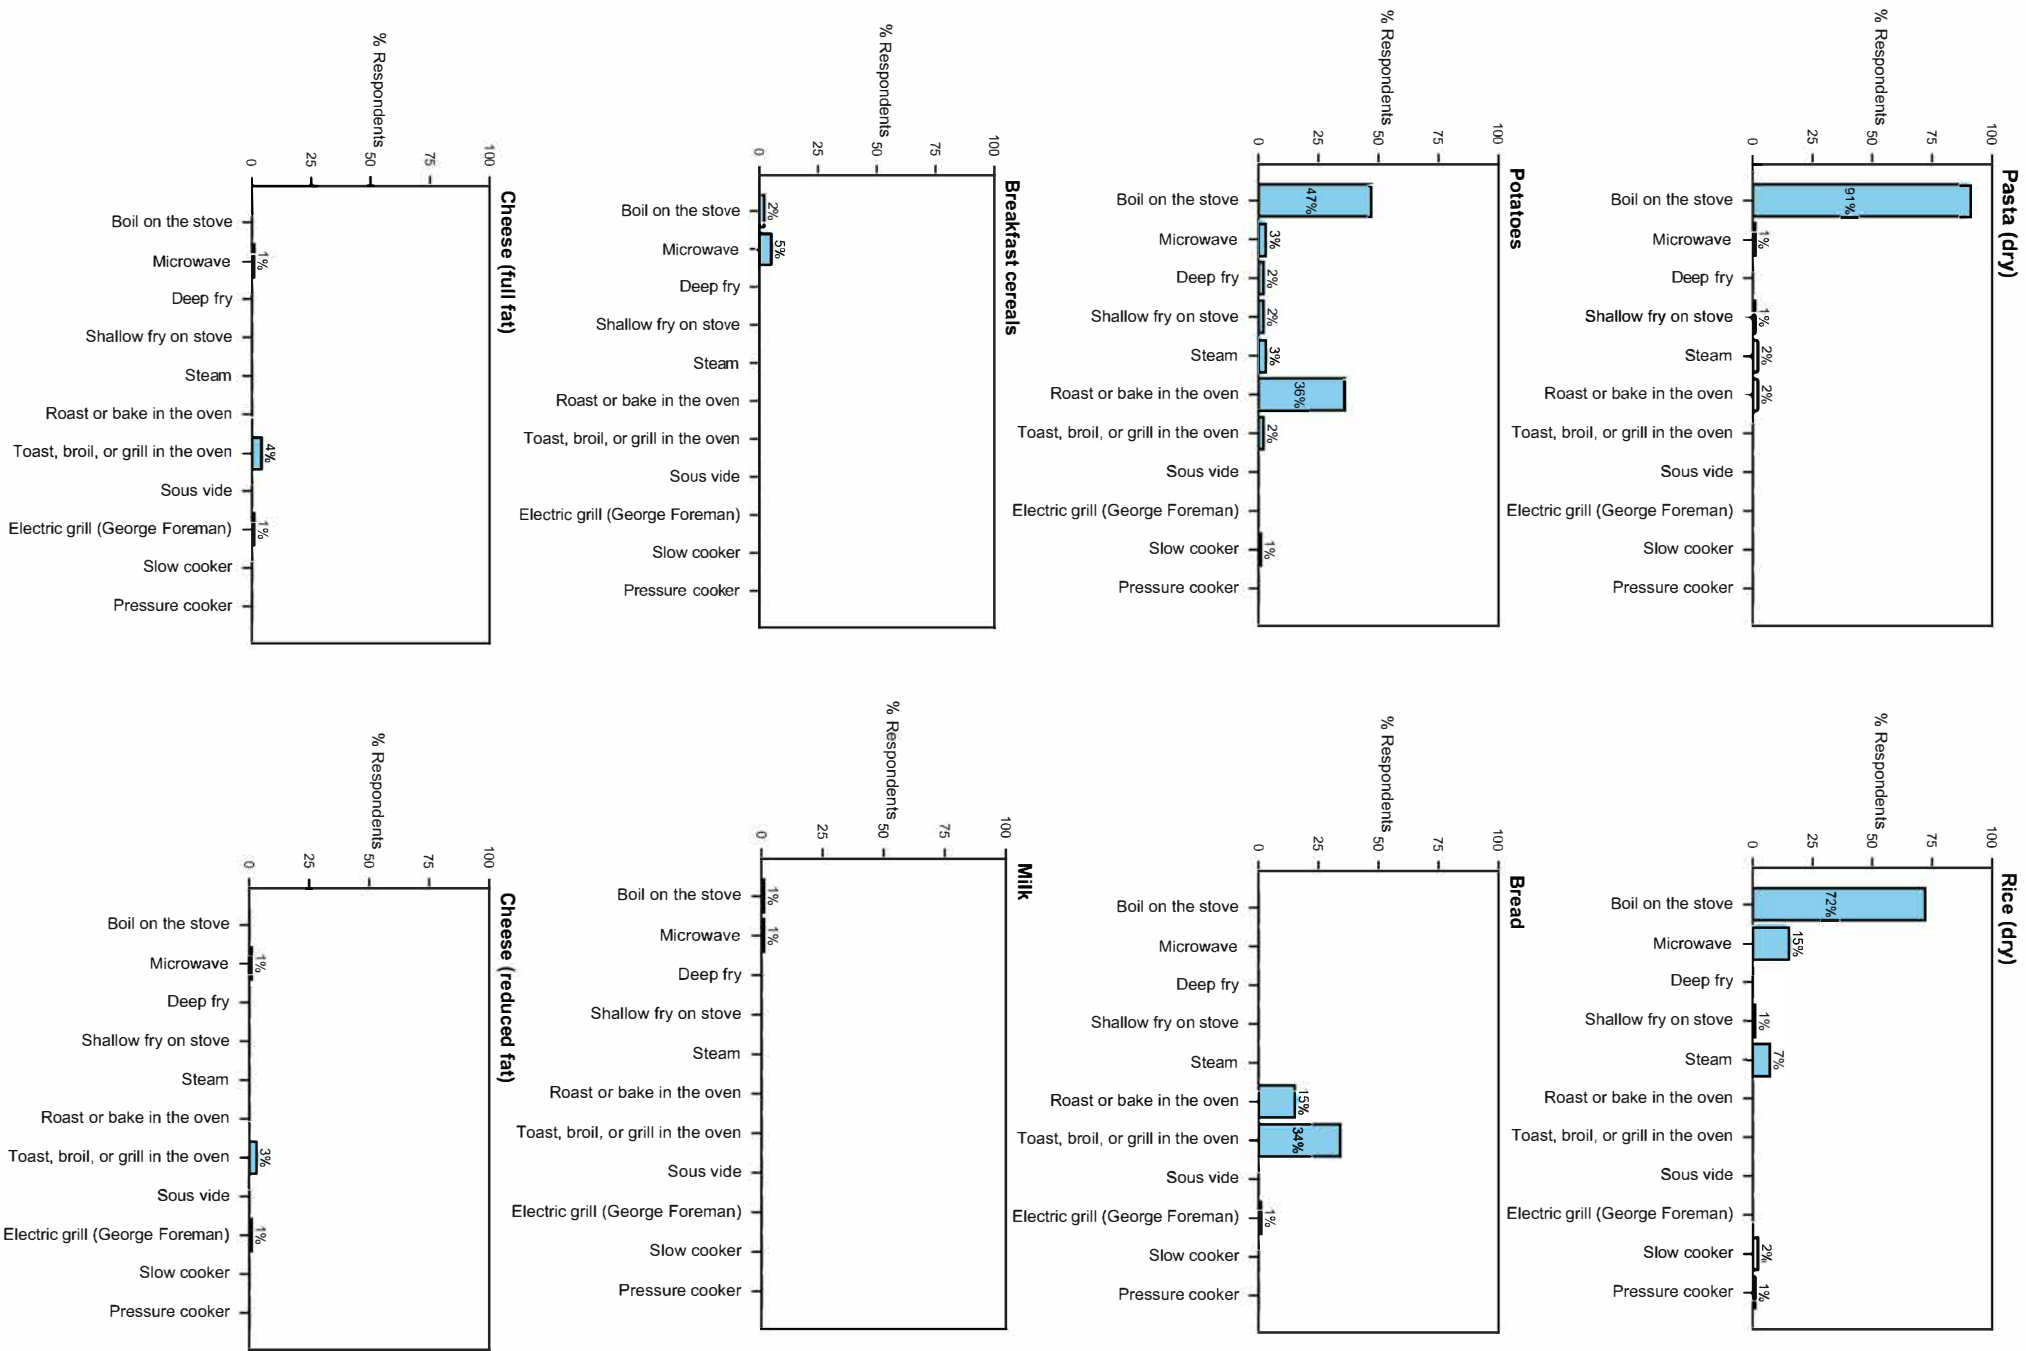 Pasta (dry)
% Respondents
100
75
50
25
0
91%
1%
1%
2%
2%
Boil on the stove
Microwave
Deep fry
Shallow fry on stove
Steam
Roast or bake in the oven
Toast, broil, or grill in the oven
Sous vide
Electric grill (George Foreman)
Slow cooker
Pressure cooker
Rice (dry)
% Respondents
100
75
50
25
0
72%
15%
1%
7%
2%
1%
Boil on the stove
Microwave
Deep fry
Shallow fry on stove
Steam
Roast or bake in the oven
Toast, broil, or grill in the oven
Sous vide
Electric grill (George Foreman)
Slow cooker
Pressure cooker
Potatoes
% Respondents
100
75
50
25
0
47%
3%
2%
2%
3%
36%
2%
1%
Boil on the stove
Microwave
Deep fry
Shallow fry on stove
Steam
Roast or bake in the oven
Toast, broil, or grill in the oven
Sous vide
Electric grill (George Foreman)
Slow cooker
Pressure cooker
Bread
% Respondents
100
75
50
25
0
15%
34%
1%
Boil on the stove
Microwave
Deep fry
Shallow fry on stove
Steam
Roast or bake in the oven
Toast, broil, or grill in the oven
Sous vide
Electric grill (George Foreman)
Slow cooker
Pressure cooker
Breakfast cereals
% Respondents
100
75
50
25
0
2%
5%
Boil on the stove
Microwave
Deep fry
Shallow fry on stove
Steam
Roast or bake in the oven
Toast, broil, or grill in the oven
Sous vide
Electric grill (George Foreman)
Slow cooker
Pressure cooker
Milk
% Respondents
100
75
50
25
0
1%
1%
Boil on the stove
Microwave
Deep fry
Shallow fry on stove
Steam
Roast or bake in the oven
Toast, broil, or grill in the oven
Sous vide
Electric grill (George Foreman)
Slow cooker
Pressure cooker
Cheese (full fat)
% Respondents
100
75
50
25
0
1%
4%
1%
Boil on the stove
Microwave
Deep fry
Shallow fry on stove
Steam
Roast or bake in the oven
Toast, broil, or grill in the oven
Sous vide
Electric grill (George Foreman)
Slow cooker
Pressure cooker
Cheese (reduced fat)
% Respondents
100
75
50
25
0
1%
3%
1%
Boil on the stove
Microwave
Deep fry
Shallow fry on stove
Steam
Roast or bake in the oven
Toast, broil, or grill in the oven
Sous vide
Electric grill (George Foreman)
Slow cooker
Pressure cooker